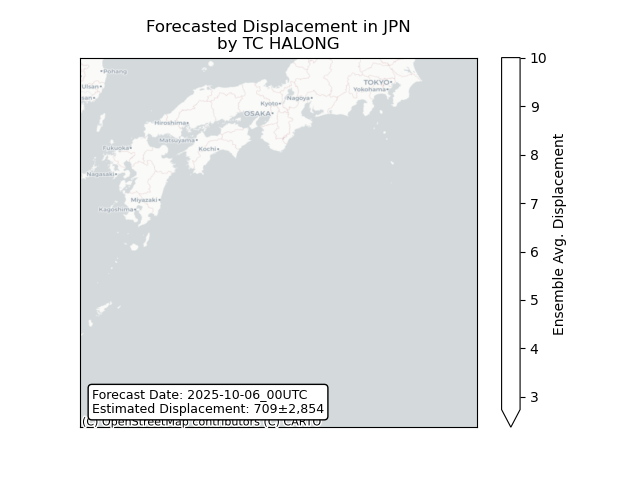 Forecasted Displacement in JPN
by TC HALONG
Pohang
Ulsan
san
TOKYO
Yokohama
Nagoya
Kyoto
OSAKA
Hiroshima
Matsuyama
Kochi
Fukuoka
Nagasaki
Miyazaki
Kagoshima
10
9
8
7
6
5
4
3
Ensemble Avg. Displacement
Forecast Date: 2025-10-06_00UTC
Estimated Displacement: 709±2,854
(C) OpenStreetMap contributors (C) CARTO